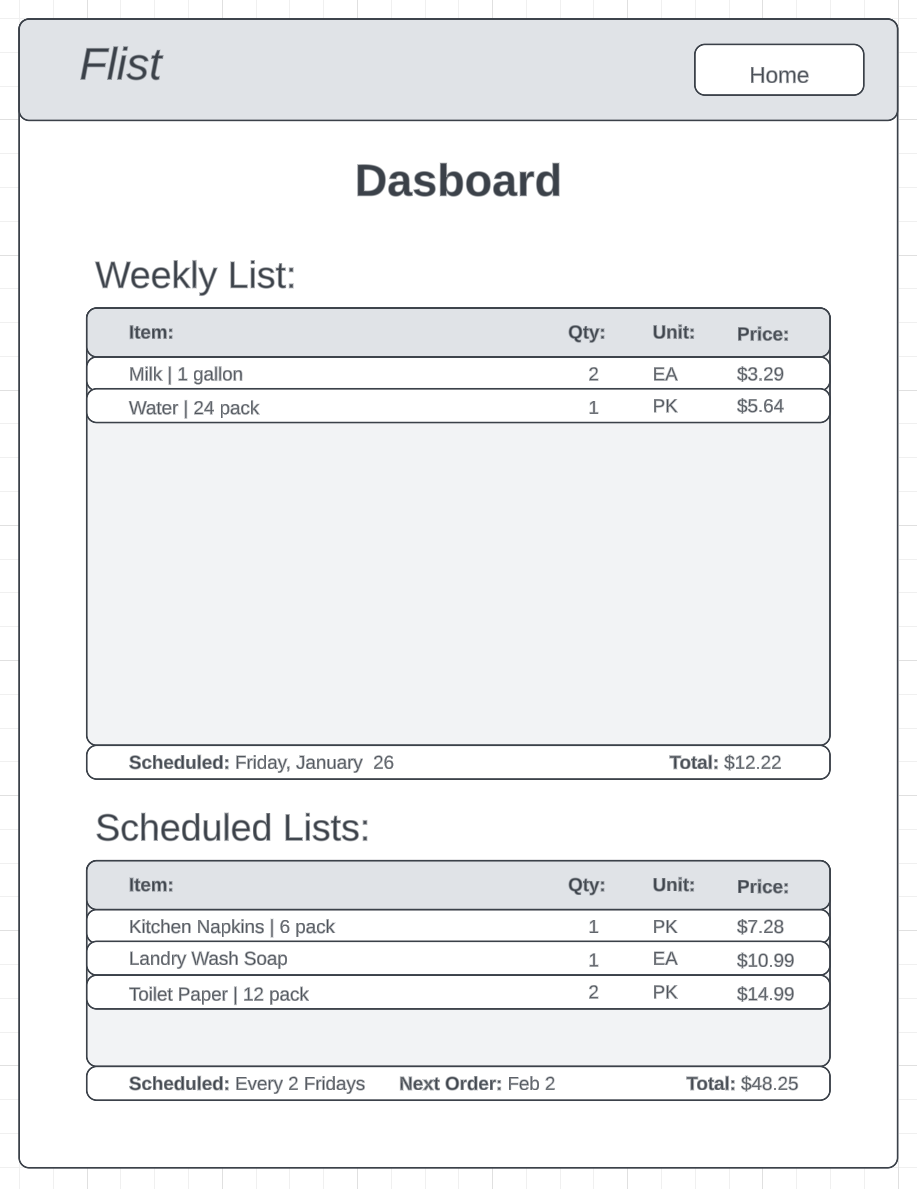 Flist
Home
Dasboard
Weekly List:
Item: Qty: Unit: Price:
Milk | 1 gallon 2 EA $3.29
Water | 24 pack 1 PK $5.64
Scheduled: Friday, January  26 Total: $12.22
Scheduled Lists:
Item: Qty: Unit: Price:
Kitchen Napkins | 6 pack 1 PK $7.28
Landry Wash Soap 1 EA $10.99
Toilet Paper | 12 pack 2 PK $14.99
Scheduled: Every 2 Fridays Next Order: Feb 2 Total: $48.25